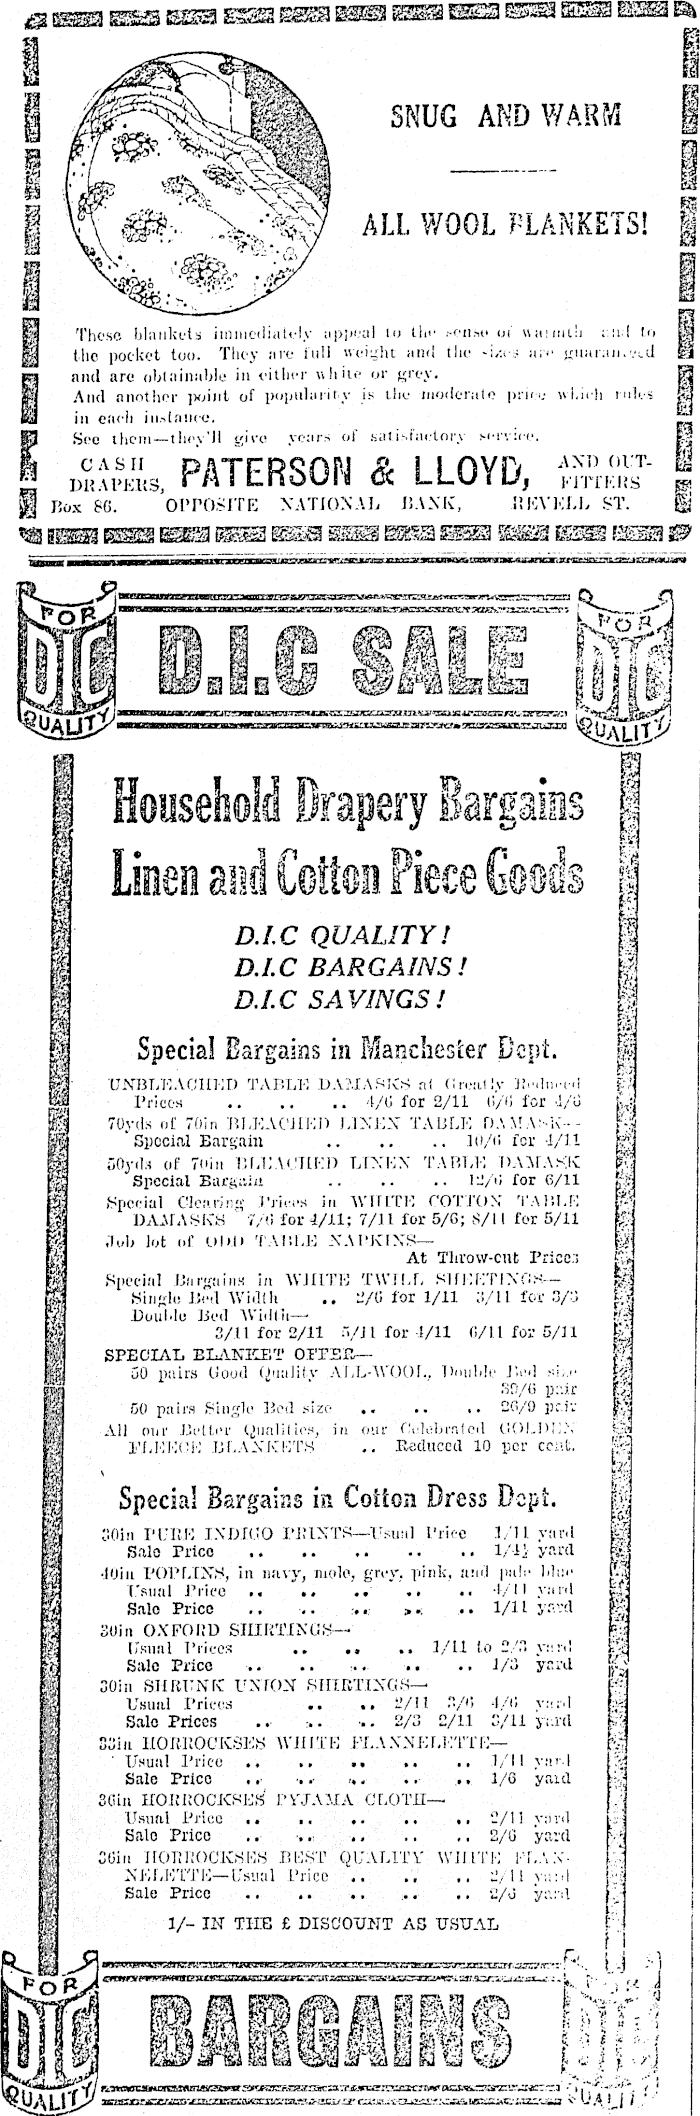 SNUG AND WARM
ALL WOOL BLANKETS!
These blankets immediately appeal to the sense of warmth and to
the pocket too. They are full weight and the sizes are guaranteed
and are obtainable in either white or grey.
And another point of popularity is the moderate price which rules
in each instance.
See them—they'll give years of satisfactory service.
CASH DRAPERS, PATERSON & LLOYD, AND OUT-FITTERS
Box 86. OPPOSITE NATIONAL BANK, REVELL ST.
FOR DIC QUALITY
D.I.C SALE
FOR DIC QUALITY
Household Drapery Bargains
Linen and Cotton Piece Goods
D.I.C QUALITY!
D.I.C BARGAINS!
D.I.C SAVINGS!
Special Bargains in Manchester Dept.
UNBLEACHED TABLE DAMASKS at Greatly Reduced
Prices .. .. .. 4/6 for 2/11 6/6 for 4/6
70yds of 70in BLEACHED LINEN TABLE DAMASK—
Special Bargain .. .. .. 10/6 for 4/11
50yds of 70in BLEACHED LINEN TABLE DAMASK
Special Bargain .. .. .. 12/6 for 6/11
Special Clearing Prices in WHITE COTTON TABLE
DAMASKS 7/6 for 4/11; 7/11 for 5/6; 8/11 for 5/11
Job lot of ODD TABLE NAPKINS—
At Throw-out Prices
Special Bargains in WHITE TWILL SHEETINGS—
Single Bed Width .. 2/6 for 1/11 3/11 for 3/3
Double Bed Width—
3/11 for 2/11 5/11 for 4/11 6/11 for 5/11
SPECIAL BLANKET OFFER—
50 pairs Good Quality ALL-WOOL, Double Bed size
39/6 pair
50 pairs Single Bed size .. .. .. 26/9 pair
All our Better Qualities, in our Celebrated GOLDEN
FLEECE BLANKETS .. Reduced 10 per cent.
Special Bargains in Cotton Dress Dept.
30in PURE INDIGO PRINTS—Usual Price 1/11 yard
Sale Price .. .. .. .. .. 1/4½ yard
40in POPLINS, in navy, mole, grey, pink, and pale blue
Usual Price .. .. .. .. .. 4/11 yard
Sale Price .. .. .. .. .. 1/11 yard
30in OXFORD SHIRTINGS—
Usual Prices .. .. .. 1/11 to 2/3 yard
Sale Price .. .. .. .. .. 1/3 yard
30in SHRUNK UNION SHIRTINGS—
Usual Prices .. .. 2/11 3/6 4/6 yard
Sale Prices .. .. .. 2/3 2/11 3/11 yard
33in HORROCKSES WHITE FLANNELETTE—
Usual Price .. .. .. .. .. 1/11 yard
Sale Price .. .. .. .. .. 1/6 yard
36in HORROCKSES PYJAMA CLOTH—
Usual Price .. .. .. .. .. 2/11 yard
Sale Price .. .. .. .. .. 2/6 yard
36in HORROCKSES BEST QUALITY WHITE FLAN-
NELETTE—Usual Price .. .. .. 2/11 yard
Sale Price .. .. .. .. .. yard
1/- IN THE £ DISCOUNT AS USUAL
FOR DIC QUALITY
BARGAINS
FOR DIC QUALITY